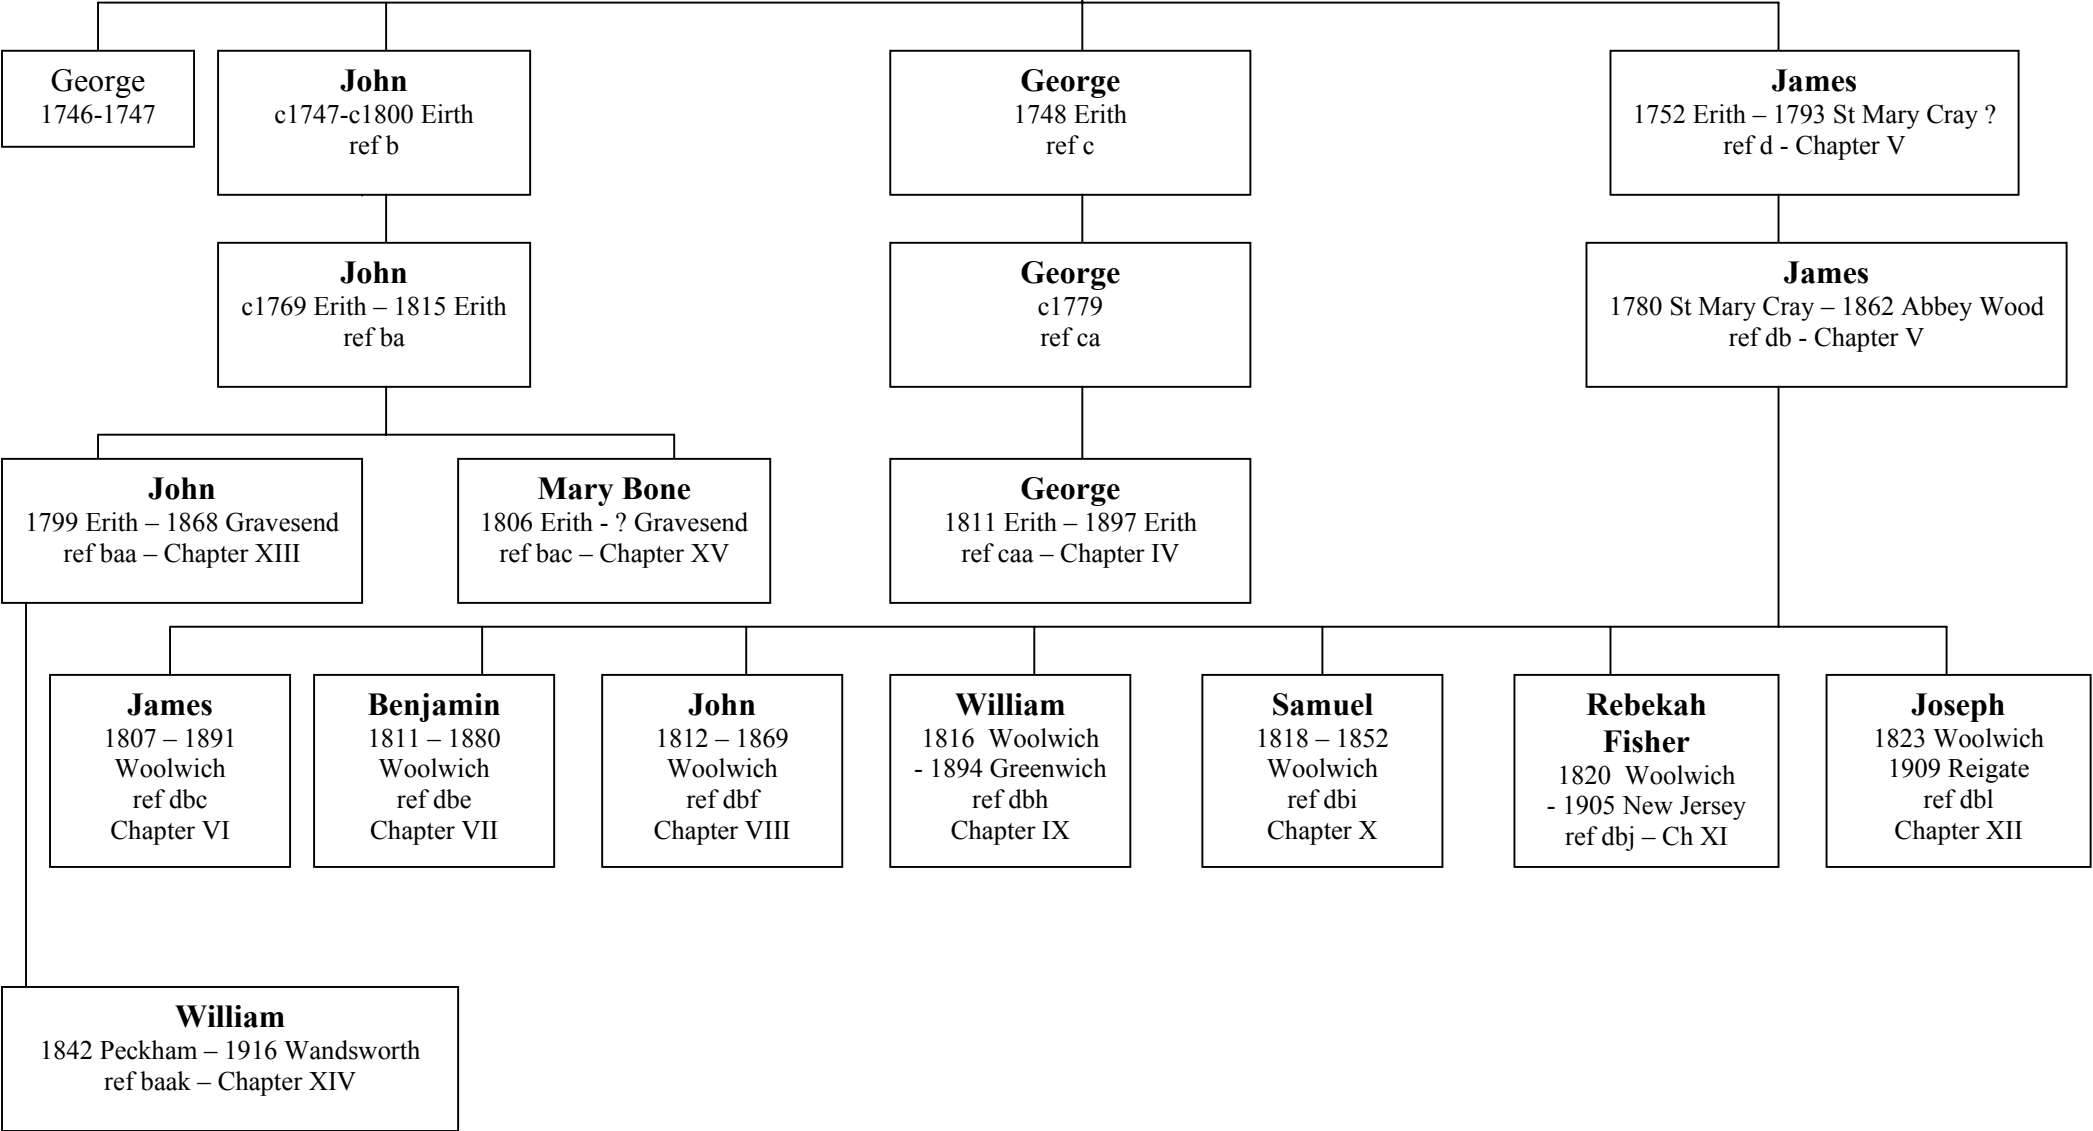 George
1746-1747
John
c1747-c1800 Eirth
ref b
George
1748 Erith
ref c
James
1752 Erith – 1793 St Mary Cray ?
ref d - Chapter V
John
c1769 Erith – 1815 Erith
ref ba
George
c1779
ref ca
James
1780 St Mary Cray – 1862 Abbey Wood
ref db - Chapter V
John
1799 Erith – 1868 Gravesend
ref baa – Chapter XIII
Mary Bone
1806 Erith - ? Gravesend
ref bac – Chapter XV
George
1811 Erith – 1897 Erith
ref caa – Chapter IV
James
1807 – 1891
Woolwich
ref dbc
Chapter VI
Benjamin
1811 – 1880
Woolwich
ref dbe
Chapter VII
John
1812 – 1869
Woolwich
ref dbf
Chapter VIII
William
1816 Woolwich
- 1894 Greenwich
ref dbh
Chapter IX
Samuel
1818 – 1852
Woolwich
ref dbi
Chapter X
Rebekah
Fisher
1820 Woolwich
- 1905 New Jersey
ref dbj – Ch XI
Joseph
1823 Woolwich
1909 Reigate
ref dbl
Chapter XII
William
1842 Peckham – 1916 Wandsworth
ref baak – Chapter XIV